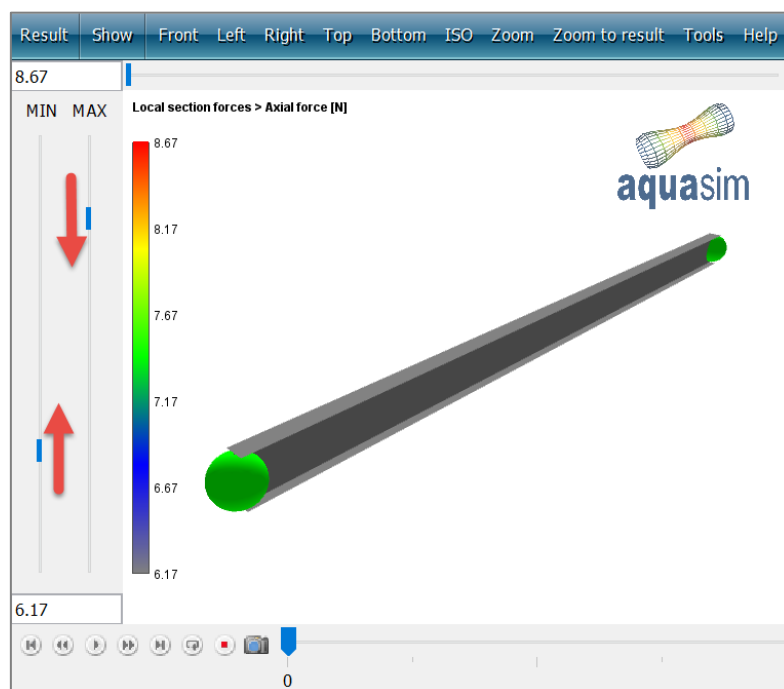 Result Show Front Left Right Top Bottom ISO Zoom Zoom to result Tools Help
8.67
MIN MAX
Local section forces > Axial force [N]
8.67
8.17
7.67
7.17
6.67
6.17
aquasim
6.17
0